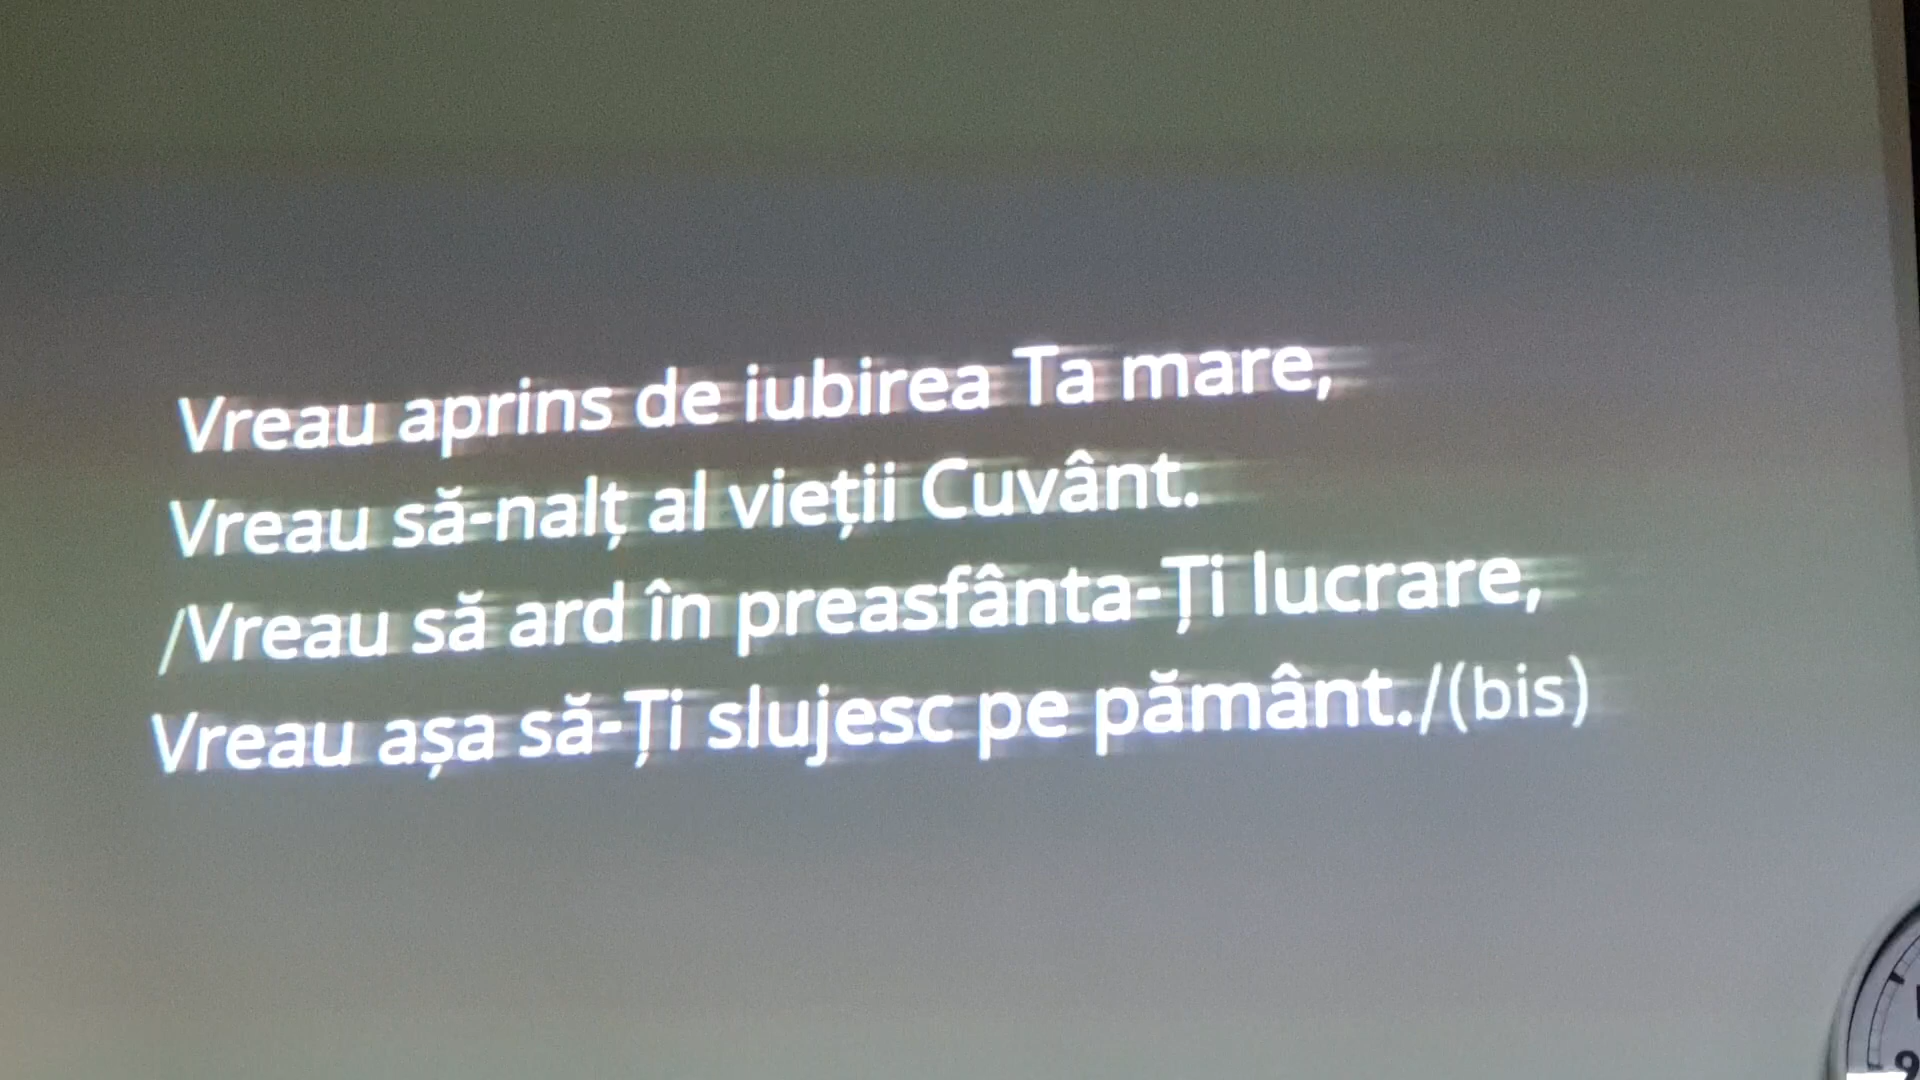 Vreau aprins de iubirea Ta mare,
Vreau să-nalț al vieții Cuvânt.
/Vreau să ard în preasfânta-Ți lucrare,
Vreau așa să-Ți slujesc pe pământ./(bis)
9